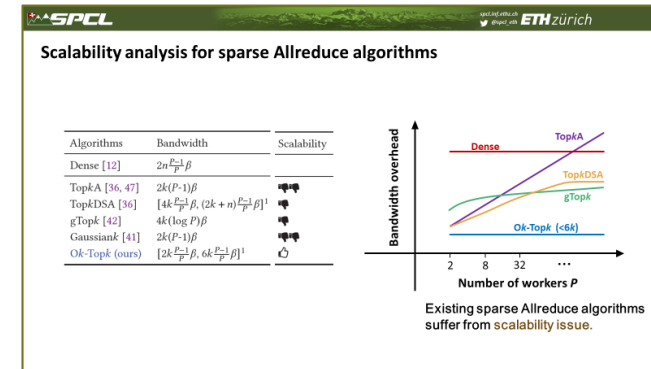 SPCL
spcl.inf.ethz.ch
@spcl_eth
ETH zürich
Scalability analysis for sparse Allreduce algorithms
Algorithms Bandwidth Scalability
Dense [12] 2n P-1/P β
TopkA [36, 47] 2k(P-1)β
TopkDSA [36] [4k P-1/P β, (2k + n) P-1/P β]¹
gTopk [42] 4k(log P)β
Gaussiank [41] 2k(P-1)β
Ok-Topk (ours) [2k P-1/P β, 6k P-1/P β]¹
Bandwidth overhead
TopkA
Dense
TopkDSA
gTopk
Ok-Topk (<6k)
2 8 32 ...
Number of workers P
Existing sparse Allreduce algorithms
suffer from scalability issue.